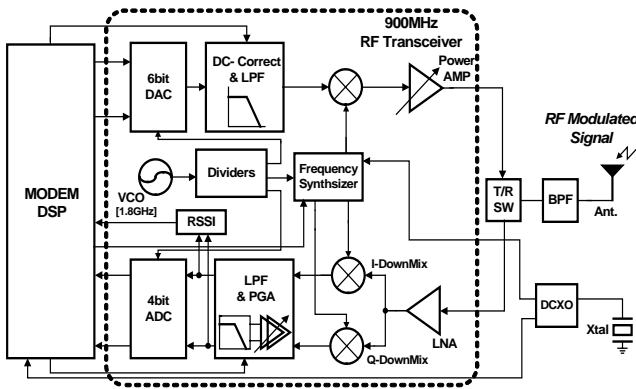 900MHz
RF Transceiver
6bit
DAC
DC- Correct
& LPF
Power
AMP
RF Modulated
Signal
MODEM
DSP
VCO
[1.8GHz]
Dividers
Frequency
Synthsizer
T/R
SW
BPF
Ant.
RSSI
4bit
ADC
LPF
& PGA
I-DownMix
Q-DownMix
LNA
DCXO
Xtal